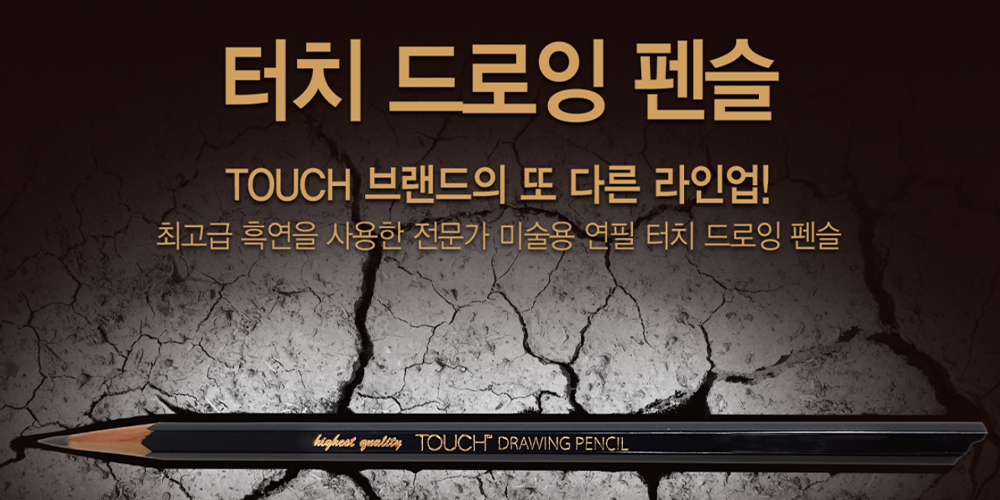 터치 드로잉 펜슬
TOUCH 브랜드의 또 다른 라인업!
최고급 흑연을 사용한 전문가 미술용 연필 터치 드로잉 펜슬
highest quality TOUCH™ DRAWING PENCIL